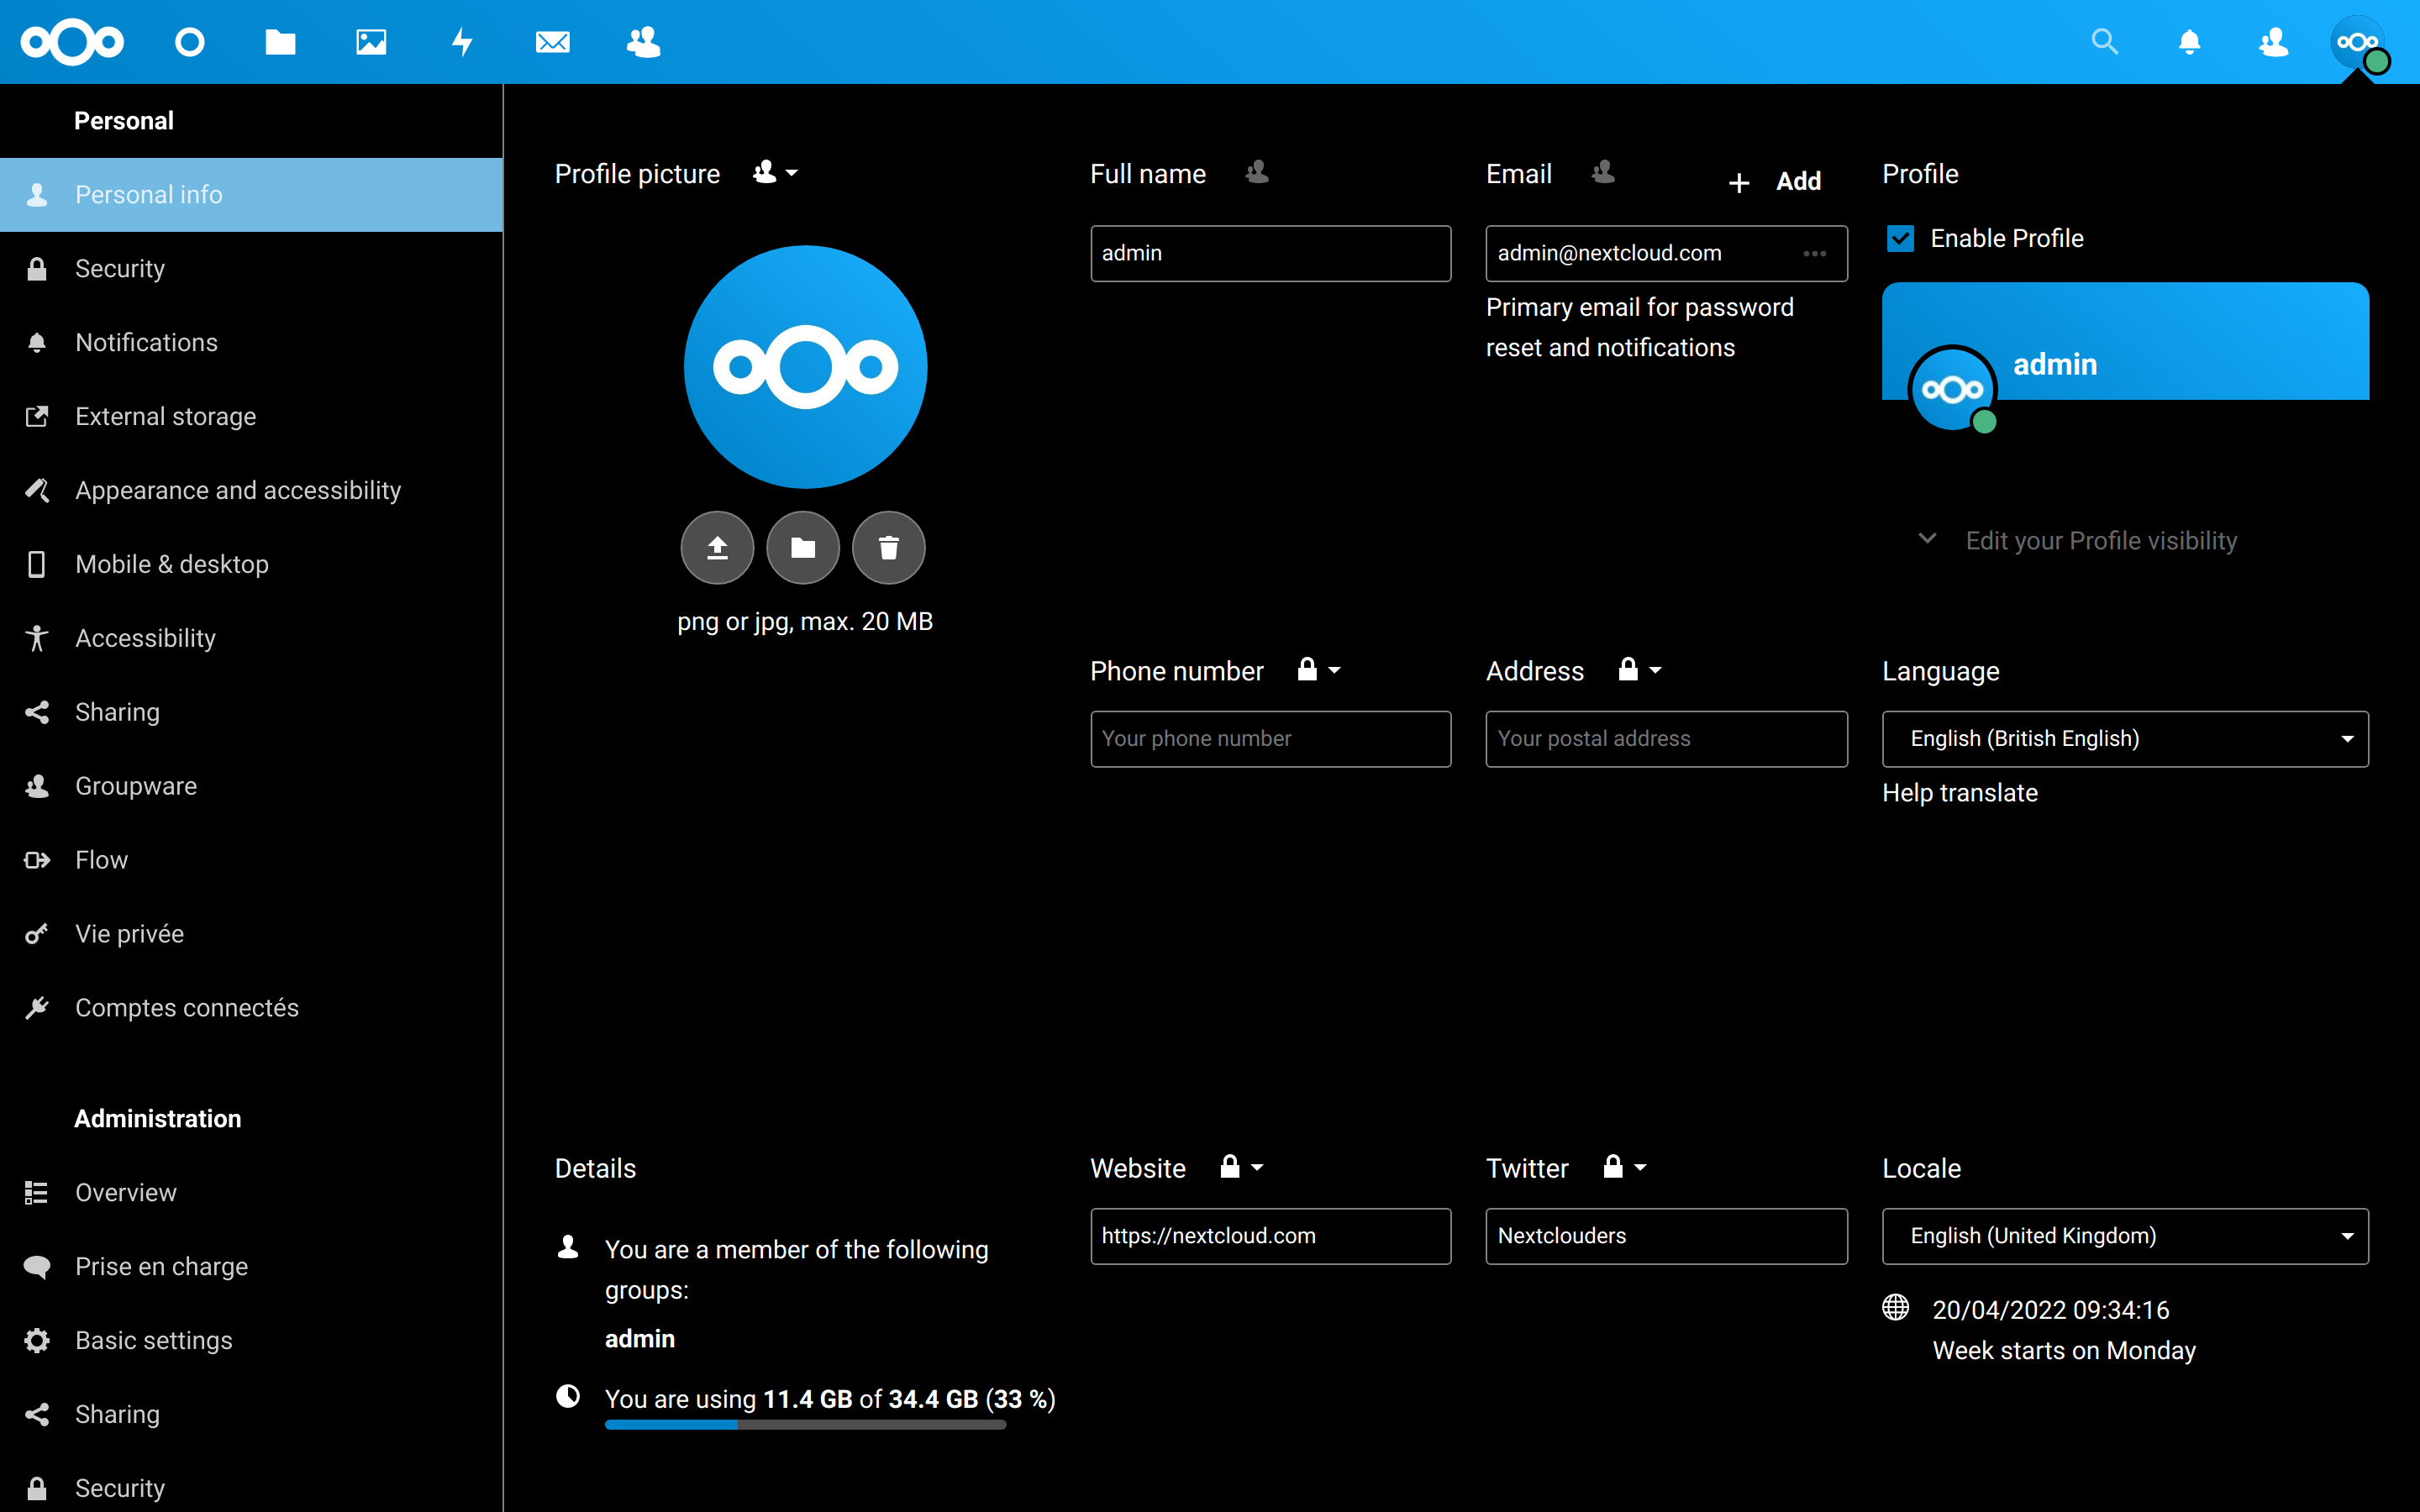 Personal
Personal info
Security
Notifications
External storage
Appearance and accessibility
Mobile & desktop
Accessibility
Sharing
Groupware
Flow
Vie privée
Comptes connectés
Administration
Overview
Prise en charge
Basic settings
Sharing
Security
Profile picture
png or jpg, max. 20 MB
Full name
admin
Email
Add
admin@nextcloud.com
Primary email for password
reset and notifications
Profile
Enable Profile
admin
Edit your Profile visibility
Phone number
Your phone number
Address
Your postal address
Language
English (British English)
Help translate
Details
You are a member of the following
groups:
admin
You are using 11.4 GB of 34.4 GB (33 %)
Website
https://nextcloud.com
Twitter
Nextclouders
Locale
English (United Kingdom)
20/04/2022 09:34:16
Week starts on Monday